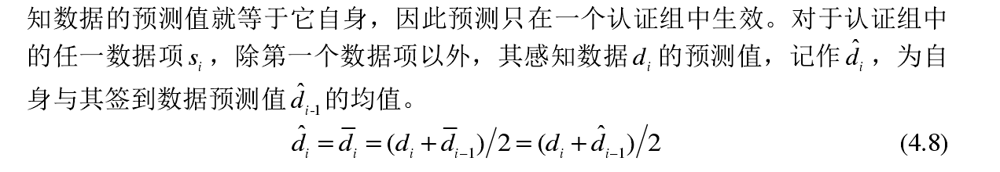 知数据的预测值就等于它自身，因此预测只在一个认证组中生效。对于认证组中
的任一数据项 s_i ，除第一个数据项以外，其感知数据 d_i 的预测值，记作 \hat{d}_i ，为自
身与其签到数据预测值 \hat{d}_{i-1} 的均值。
\hat{d}_i = \overline{d}_i = (d_i + \overline{d}_{i-1})/2 = (d_i + \hat{d}_{i-1})/2 (4.8)